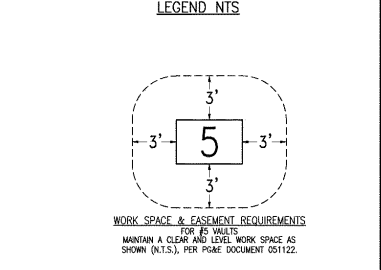 LEGEND NTS
3'
3'
5
3'
3'
WORK SPACE & EASEMENT REQUIREMENTS
FOR #5 VAULTS
MAINTAIN A CLEAR AND LEVEL WORK SPACE AS
SHOWN (N.T.S.), PER PG&E DOCUMENT 051122.